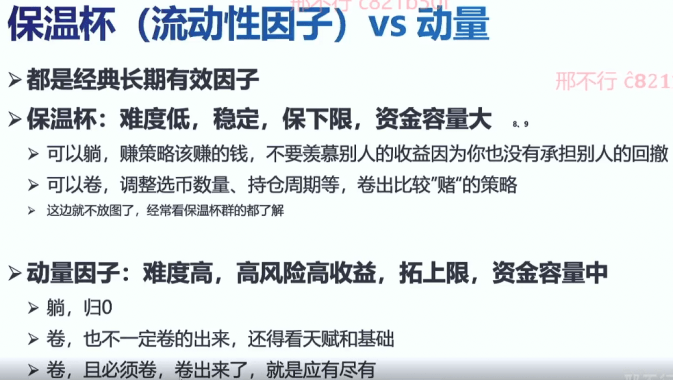 保温杯（流动性因子）vs 动量
邢不行 c821b5
都是经典长期有效因子
邢不行 c821
保温杯：难度低，稳定，保下限，资金容量大 8、9
可以躺，赚策略该赚的钱，不要羡慕别人的收益因为你也没有承担别人的回撤
可以卷，调整选币数量、持仓周期等，卷出比较"赌"的策略
这边就不放图了，经常看保温杯群的都了解
动量因子：难度高，高风险高收益，拓上限，资金容量中
躺，归0
卷，也不一定卷的出来，还得看天赋和基础
卷，且必须卷，卷出来了，就是应有尽有